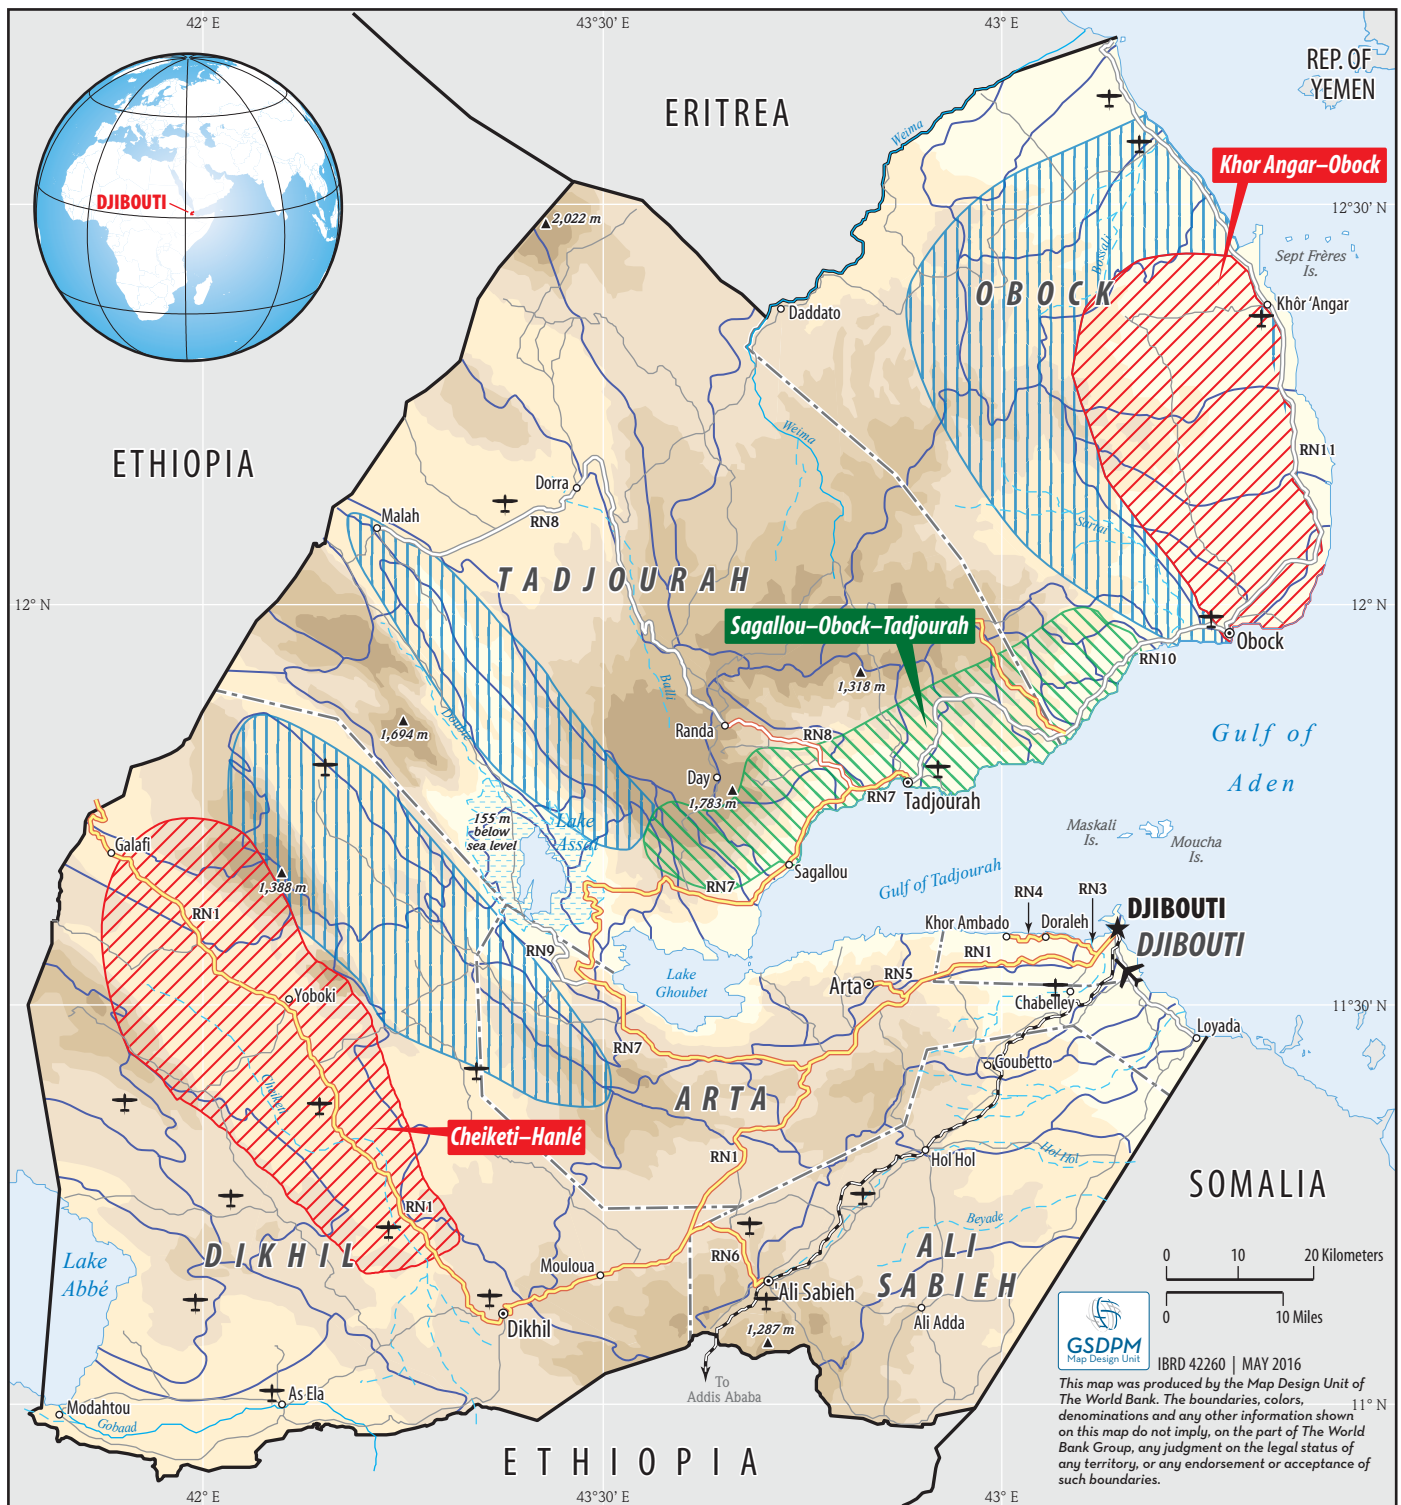 42° E
43°30’ E
43° E
REP. OF
YEMEN
ERITREA
Weima
Khor Angar–Obock
DJIBOUTI
12°30’ N
2,022 m
Bossali
Sept Frères
Is.
OBOCK
Khôr ‘Angar
Daddato
Weima
ETHIOPIA
RN11
Dorra
RN8
Malah
Sartai
TADJOURAH
12° N
12° N
Sagallou–Obock–Tadjourah
Obock
RN10
1,318 m
Balli
Randa
RN8
1,694 m
Gulf of
Aden
Day
1,783 m
RN7
Tadjourah
155 m
below
sea level
Lake
Assal
Maskali
Is.
Moucha
Is.
Galafi
Sagallou
1,388 m
RN7
Gulf of Tadjourah
RN4
RN3
RN1
Khor Ambado
Doraleh
DJIBOUTI
DJIBOUTI
RN9
RN1
Lake
Ghoubet
Arta
RN5
Yoboki
Chabelley
11°30’ N
Loyada
RN7
Goubetto
Cheiketi
ARTA
Cheiketi–Hanlé
RN1
Hol Hol
Hol Hol
SOMALIA
RN1
Beyade
DIKHIL
RN6
ALI
SABIEH
Lake
Abbé
Mouloua
0
10
20 Kilometers
‘Ali Sabieh
0
10 Miles
Dikhil
1,287 m
Ali Adda
GSDPM
Map Design Unit
IBRD 42260 | MAY 2016
To
Addis Ababa
As Ela
Modahtou
Gobaad
This map was produced by the Map Design Unit of
The World Bank. The boundaries, colors,
denominations and any other information shown
on this map do not imply, on the part of The World
Bank Group, any judgment on the legal status of
any territory, or any endorsement or acceptance of
such boundaries.
11° N
ETHIOPIA
42° E
43°30’ E
43° E